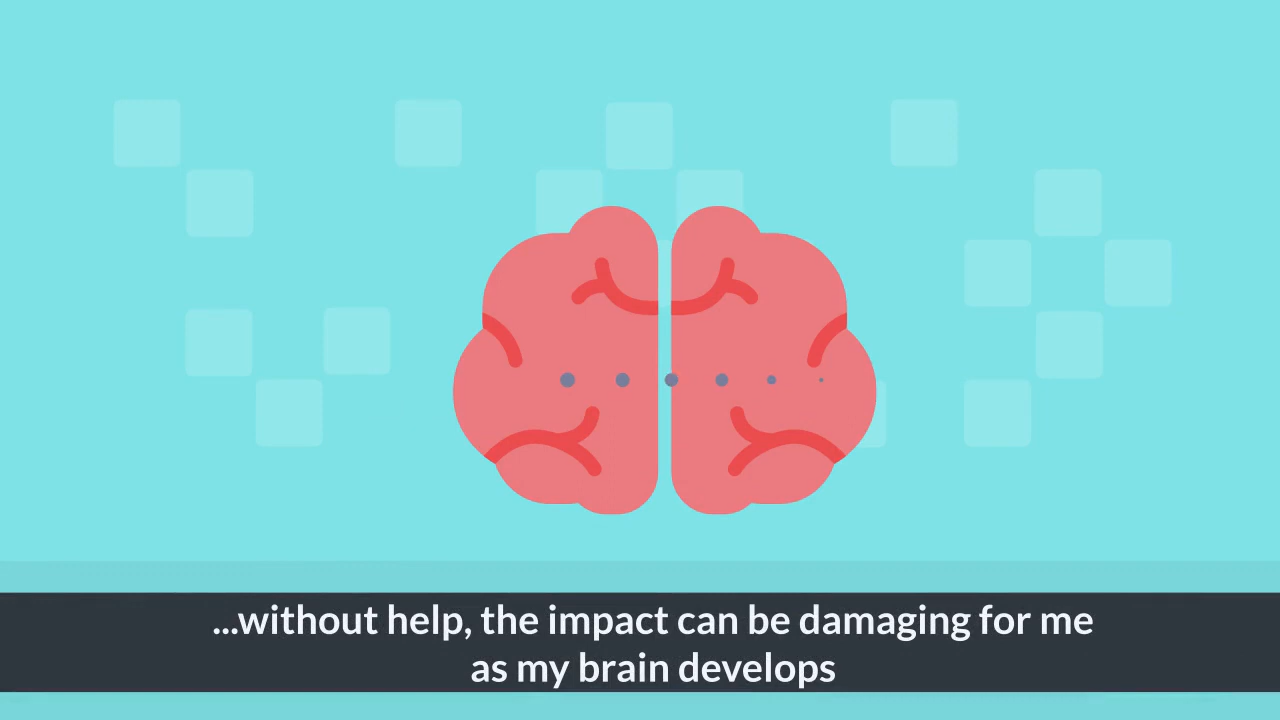 ...without help, the impact can be damaging for me
as my brain develops